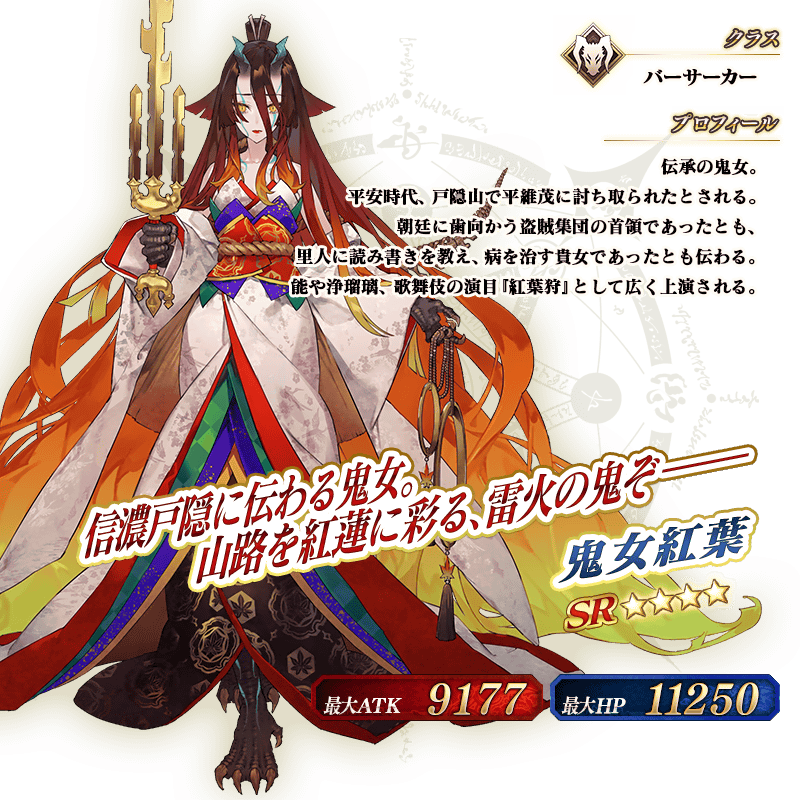 クラス
バーサーカー
プロフィール
伝承の鬼女。
平安時代、戸隠山で平維茂に討ち取られたとされる。
朝廷に歯向かう盗賊集団の首領であったとも、
里人に読み書きを教え、病を治す貴女であったとも伝わる。
能や浄瑠璃、歌舞伎の演目『紅葉狩』として広く上演される。
信濃戸隠に伝わる鬼女。
山路を紅蓮に彩る、雷火の鬼ぞ――
鬼女紅葉
SR
最大ATK 9177
最大HP 11250